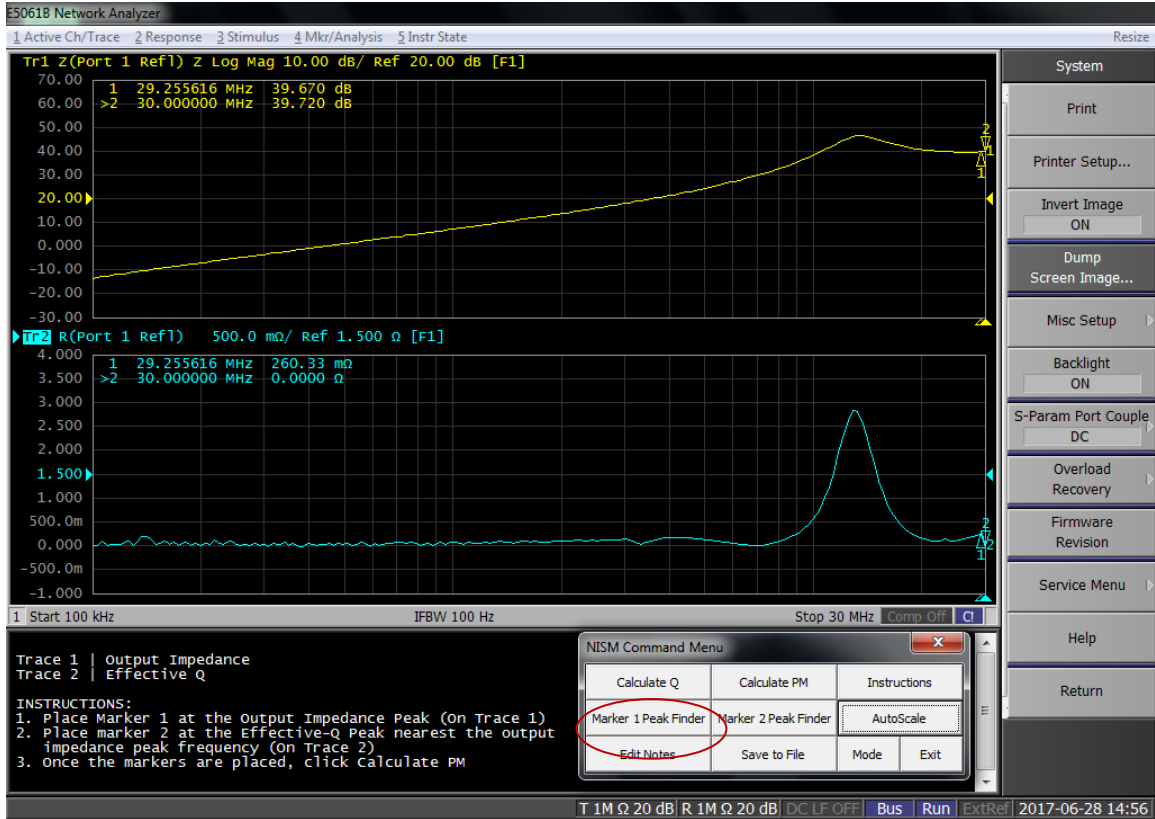 E5061B Network Analyzer
1 Active Ch/Trace 2 Response 3 Stimulus 4 Mkr/Analysis 5 Instr State
Resize
Tr1 Z(Port 1 Refl) Z Log Mag 10.00 dB/ Ref 20.00 dB [F1]
70.00
60.00
50.00
40.00
30.00
20.00
10.00
0.000
-10.00
-20.00
-30.00
1 29.255616 MHz 39.670 dB
>2 30.000000 MHz 39.720 dB
2
1
1
Tr2 R(Port 1 Refl) 500.0 mΩ/ Ref 1.500 Ω [F1]
4.000
3.500
3.000
2.500
2.000
1.500
1.000
500.0m
0.000
-500.0m
-1.000
1 29.255616 MHz 260.33 mΩ
>2 30.000000 MHz 0.0000 Ω
2
2
1
1 Start 100 kHz
IFBW 100 Hz
Stop 30 MHz Comp Off C!
System
Print
Printer Setup...
Invert Image
ON
Dump
Screen Image...
Misc Setup
Backlight
ON
S-Param Port Couple
DC
Overload
Recovery
Firmware
Revision
Service Menu
Help
Return
Trace 1 | Output Impedance
Trace 2 | Effective Q
INSTRUCTIONS:
1. Place Marker 1 at the Output Impedance Peak (On Trace 1)
2. Place marker 2 at the Effective-Q Peak nearest the output
impedance peak frequency (On Trace 2)
3. Once the markers are placed, click Calculate PM
NISM Command Menu
x
Calculate Q
Calculate PM
Instructions
Marker 1 Peak Finder
Marker 2 Peak Finder
AutoScale
Edit Notes
Save to File
Mode
Exit
T 1M Ω 20 dB R 1M Ω 20 dB DC LF OFF Bus Run ExtRef 2017-06-28 14:56